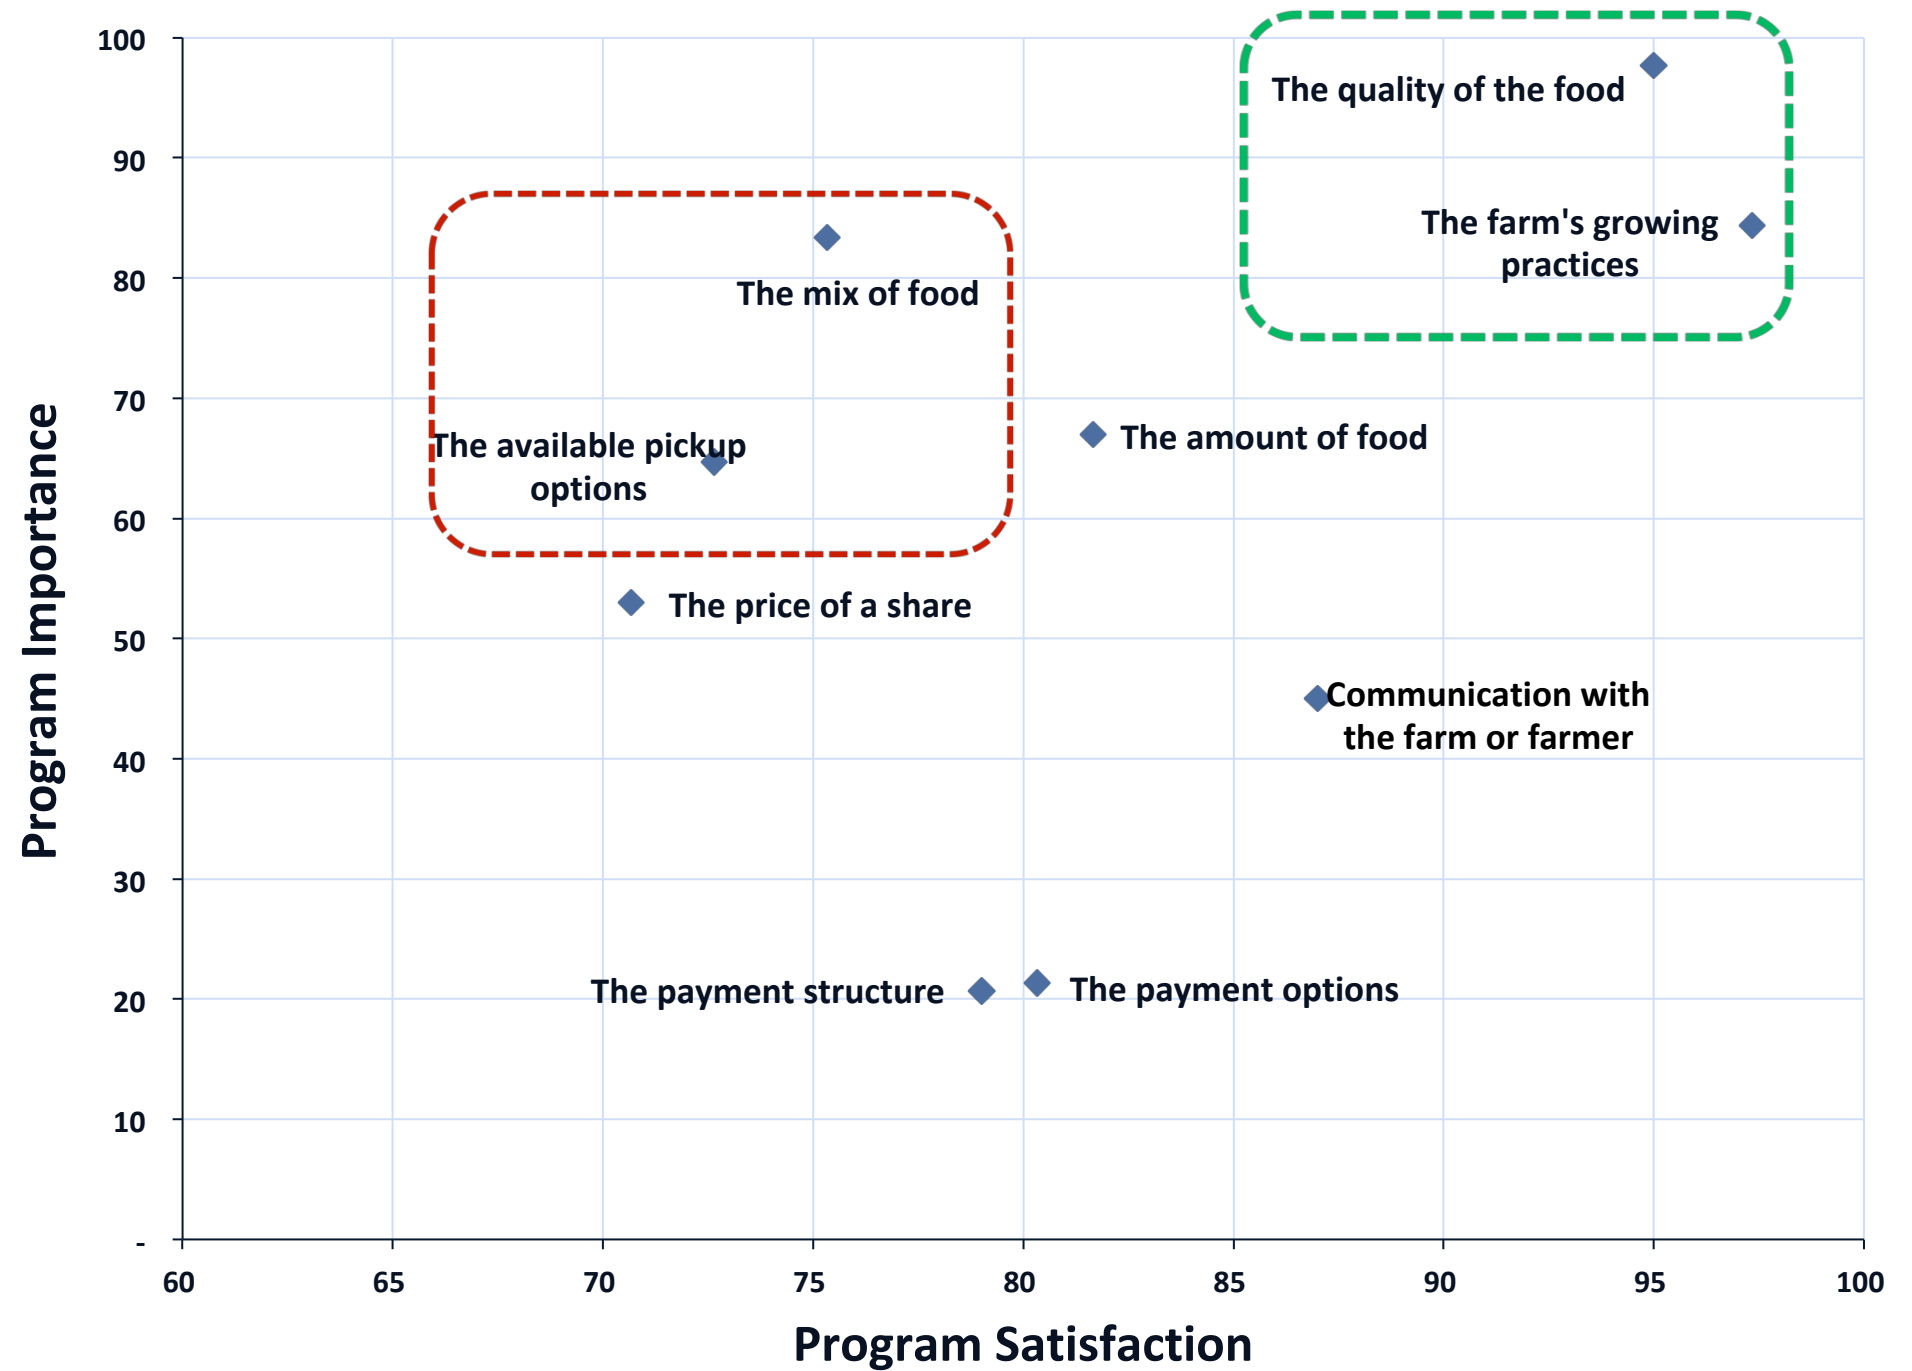 100
The quality of the food
90
The farm's growing
practices
80
The mix of food
70
The available pickup
options
The amount of food
60
The price of a share
50
Communication with
the farm or farmer
40
30
The payment structure
The payment options
20
10
-
60
65
70
75
80
85
90
95
100
Program Importance
Program Satisfaction